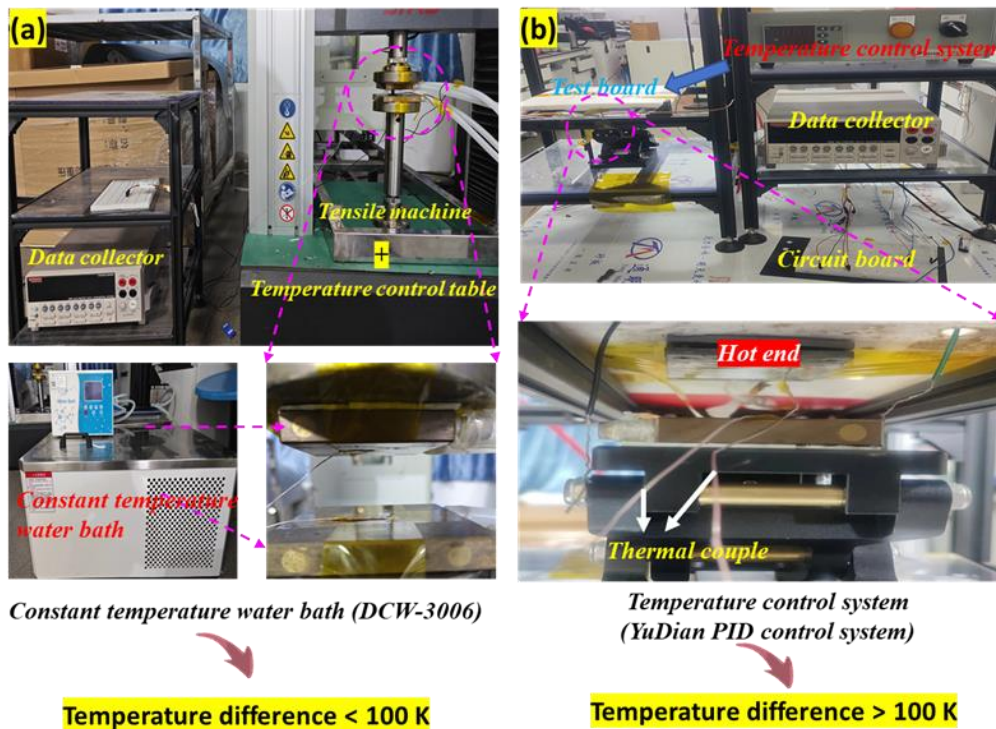 (a)
Data collector
Tensile machine
+
Temperature control table
Constant temperature
water bath
Constant temperature water bath (DCW-3006)
Temperature difference < 100 K
(b)
Temperature control system
Test board
Data collector
Circuit board
Hot end
Thermal couple
Temperature control system
(YuDian PID control system)
Temperature difference > 100 K